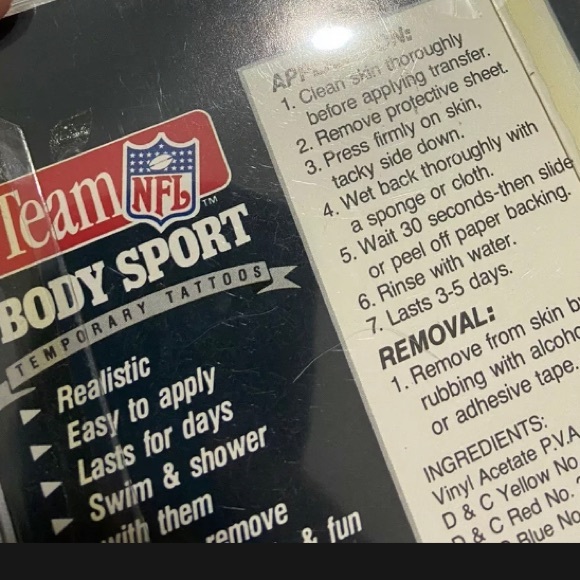 Team NFL TM
BODY SPORT
TEMPORARY TATTOOS
Realistic
Easy to apply
Lasts for days
Swim & shower
with them
remove
& fun
1. Clean skin thoroughly
before applying transfer.
2. Remove protective sheet.
3. Press firmly on skin,
tacky side down.
4. Wet back thoroughly with
a sponge or cloth.
5. Wait 30 seconds-then slide
or peel off paper backing.
6. Rinse with water.
7. Lasts 3-5 days.
REMOVAL:
1. Remove from skin b
rubbing with alcoho
or adhesive tape.
INGREDIENTS:
Vinyl Acetate P.V.A
D & C Yellow No
D & C Red No.
Blue No